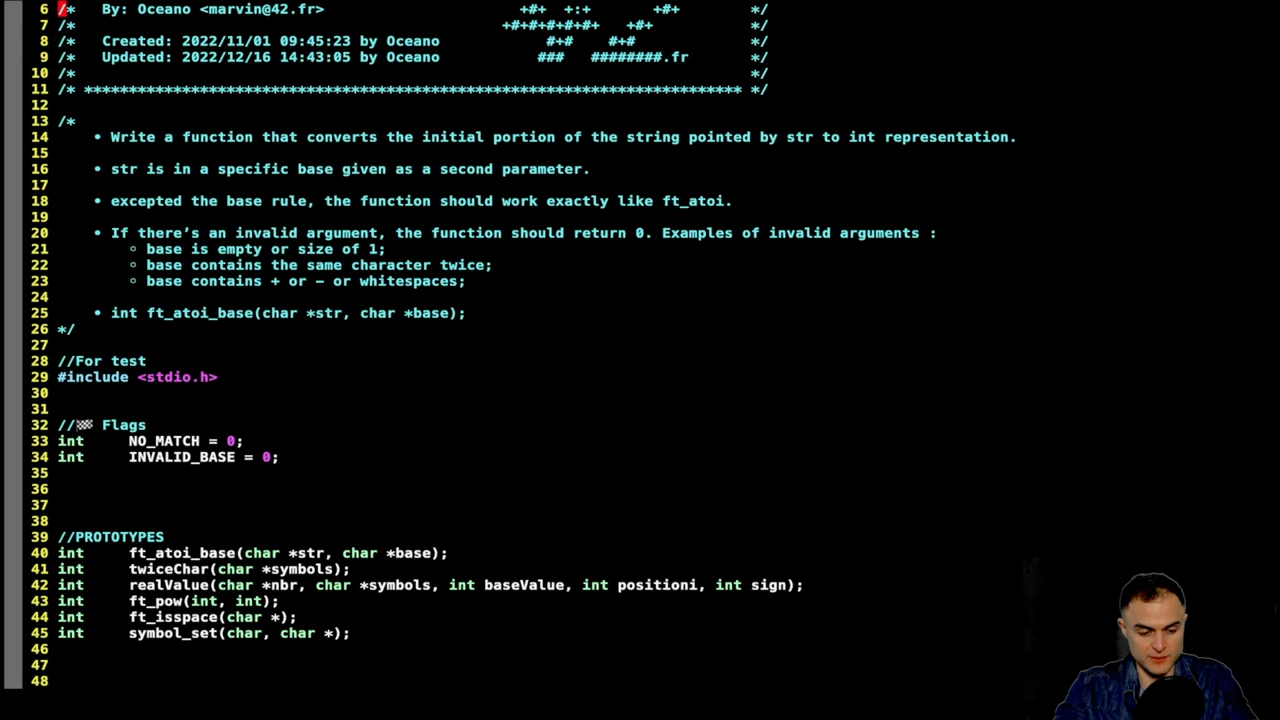 6 /*   By: Oceano <marvin@42.fr>                      +#+  +:+       +#+        */
7 /*                                                +#+#+#+#+#+   +#+           */
8 /*   Created: 2022/11/01 09:45:23 by Oceano            #+#    #+#             */
9 /*   Updated: 2022/12/16 14:43:05 by Oceano           ###   ########.fr       */
10 /*                                                                            */
11 /* ************************************************************************** */
12
13 /*
14     • Write a function that converts the initial portion of the string pointed by str to int representation.
15
16     • str is in a specific base given as a second parameter.
17
18     • excepted the base rule, the function should work exactly like ft_atoi.
19
20     • If there’s an invalid argument, the function should return 0. Examples of invalid arguments :
21         ◦ base is empty or size of 1;
22         ◦ base contains the same character twice;
23         ◦ base contains + or - or whitespaces;
24
25     • int ft_atoi_base(char *str, char *base);
26 */
27
28 //For test
29 #include <stdio.h>
30
31
32 //🏁 Flags
33 int     NO_MATCH = 0;
34 int     INVALID_BASE = 0;
35
36
37
38
39 //PROTOTYPES
40 int     ft_atoi_base(char *str, char *base);
41 int     twiceChar(char *symbols);
42 int     realValue(char *nbr, char *symbols, int baseValue, int positioni, int sign);
43 int     ft_pow(int, int);
44 int     ft_isspace(char *);
45 int     symbol_set(char, char *);
46
47
48